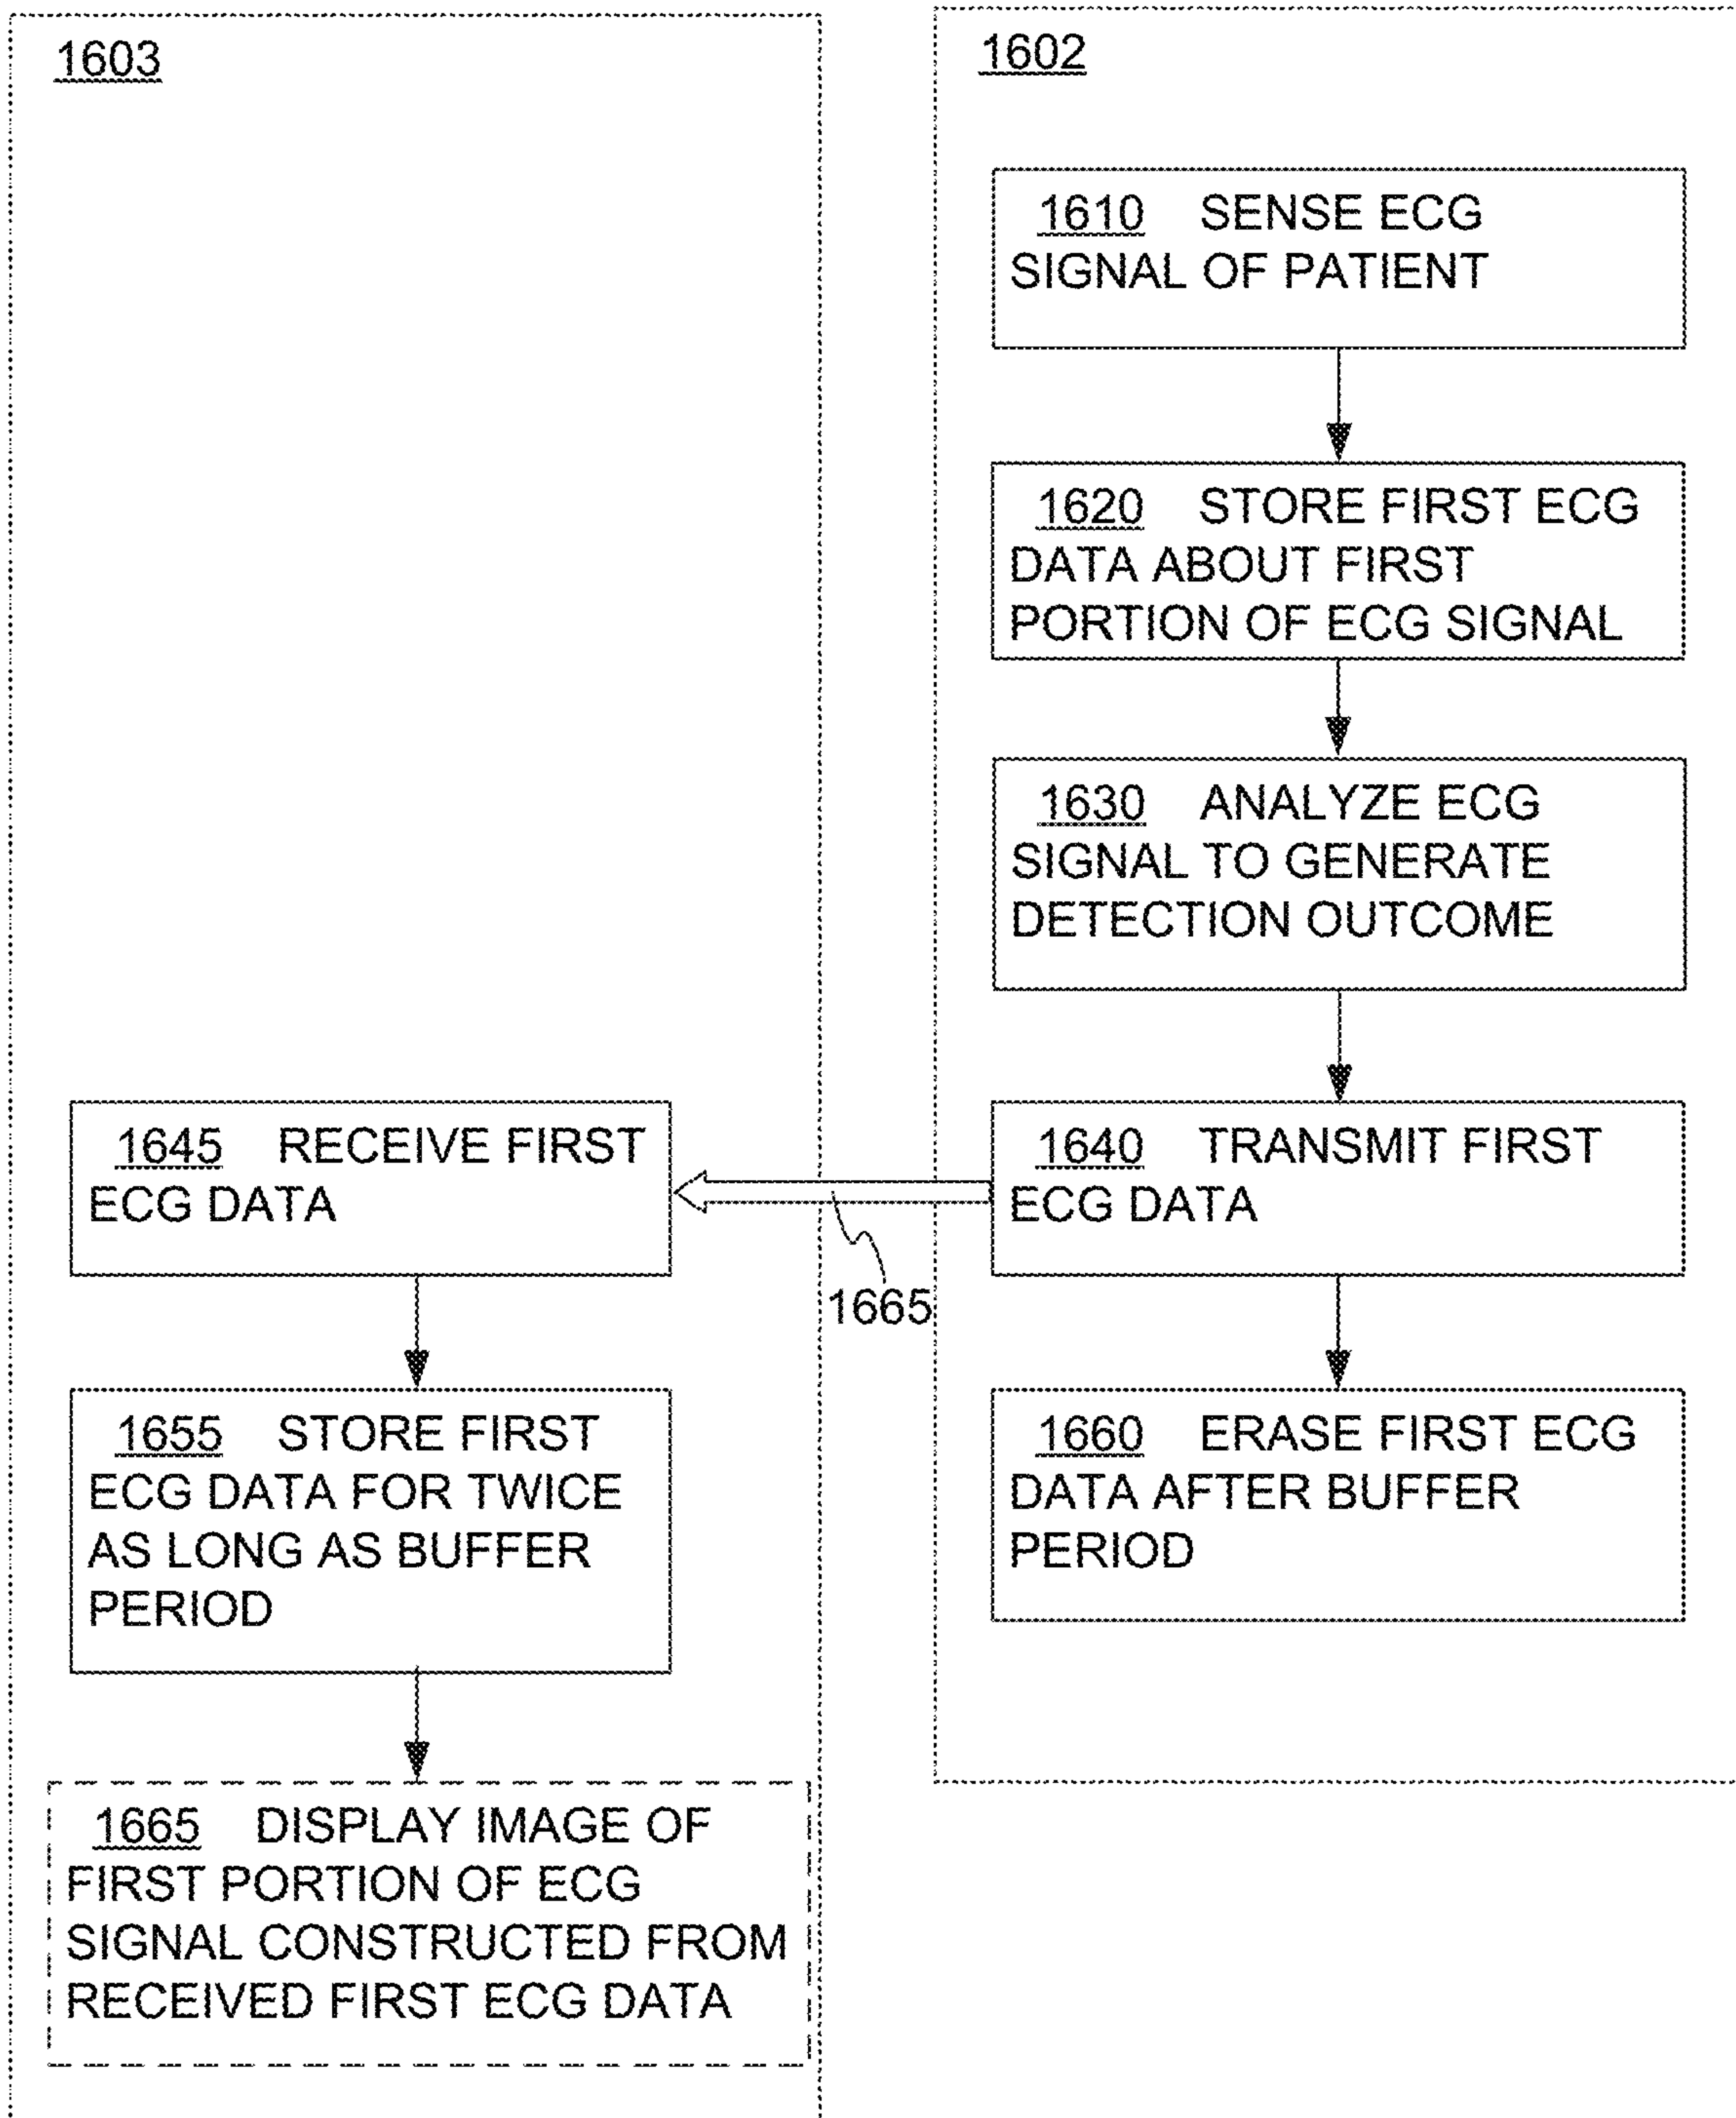 1603
1602
1610 SENSE ECG
SIGNAL OF PATIENT
1620 STORE FIRST ECG
DATA ABOUT FIRST
PORTION OF ECG SIGNAL
1630 ANALYZE ECG
SIGNAL TO GENERATE
DETECTION OUTCOME
1645 RECEIVE FIRST
ECG DATA
1640 TRANSMIT FIRST
ECG DATA
1665
1655 STORE FIRST
ECG DATA FOR TWICE
AS LONG AS BUFFER
PERIOD
1660 ERASE FIRST ECG
DATA AFTER BUFFER
PERIOD
1665 DISPLAY IMAGE OF
FIRST PORTION OF ECG
SIGNAL CONSTRUCTED FROM
RECEIVED FIRST ECG DATA